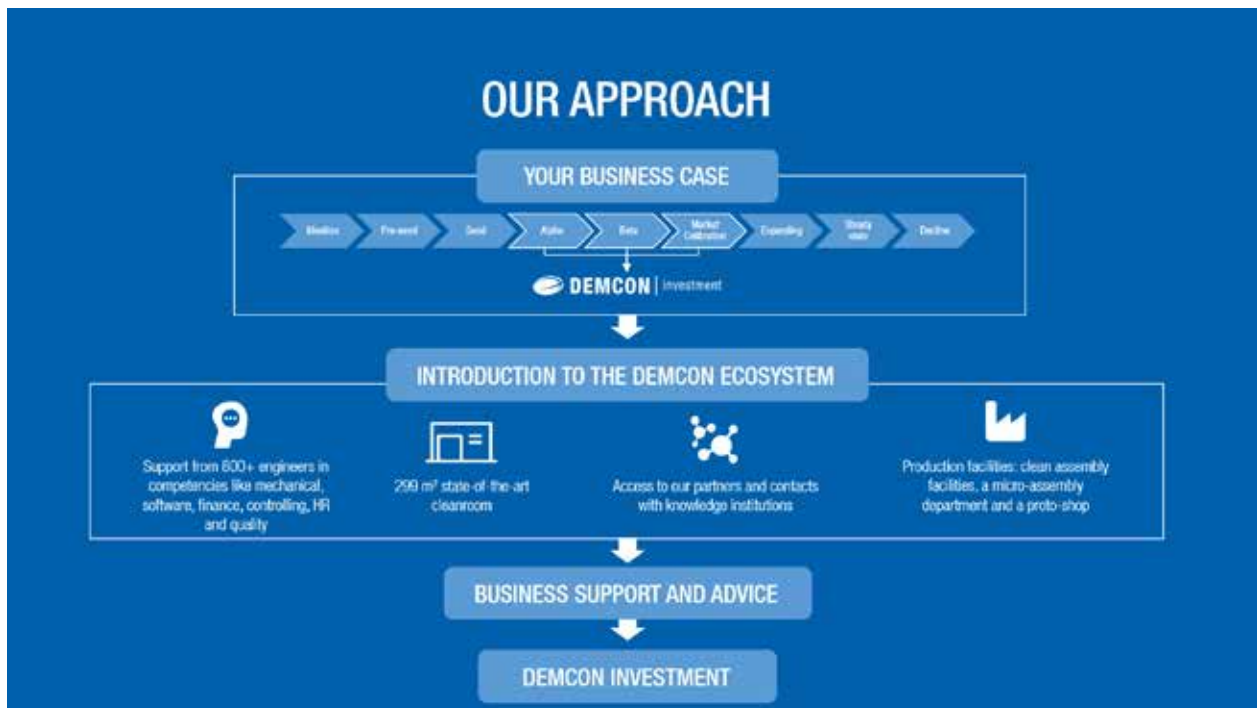 OUR APPROACH
YOUR BUSINESS CASE
Ideation Pre-seed Seed Alpha Beta Market Calibration Expanding Steady state Decline
DEMCON investment
INTRODUCTION TO THE DEMCON ECOSYSTEM
Support from 600+ engineers in
competencies like mechanical,
software, finance, controlling, HR
and quality
299 m² state-of-the-art
cleanroom
Access to our partners and contacts
with knowledge institutions
Production facilities: clean assembly
facilities, a micro-assembly
department and a proto-shop
BUSINESS SUPPORT AND ADVICE
DEMCON INVESTMENT